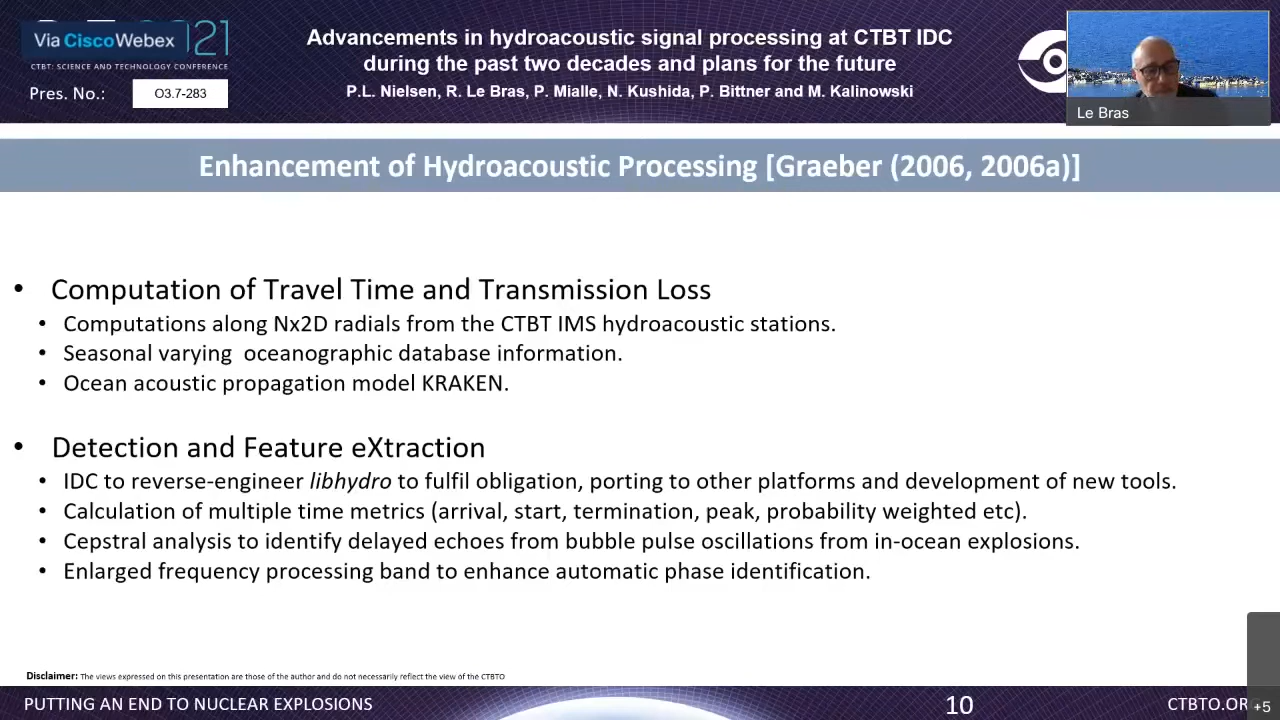 Via Cisco Webex
21
CTBT: SCIENCE AND TECHNOLOGY CONFERENCE
Pres. No.: O3.7-283
Advancements in hydroacoustic signal processing at CTBT IDC
during the past two decades and plans for the future
P.L. Nielsen, R. Le Bras, P. Mialle, N. Kushida, P. Bittner and M. Kalinowski
Le Bras
Enhancement of Hydroacoustic Processing [Graeber (2006, 2006a)]
• Computation of Travel Time and Transmission Loss
• Computations along Nx2D radials from the CTBT IMS hydroacoustic stations.
• Seasonal varying oceanographic database information.
• Ocean acoustic propagation model KRAKEN.
• Detection and Feature eXtraction
• IDC to reverse-engineer libhydro to fulfil obligation, porting to other platforms and development of new tools.
• Calculation of multiple time metrics (arrival, start, termination, peak, probability weighted etc).
• Cepstral analysis to identify delayed echoes from bubble pulse oscillations from in-ocean explosions.
• Enlarged frequency processing band to enhance automatic phase identification.
Disclaimer: The views expressed on this presentation are those of the author and do not necessarily reflect the view of the CTBTO
PUTTING AN END TO NUCLEAR EXPLOSIONS
10
CTBTO.OR
+5